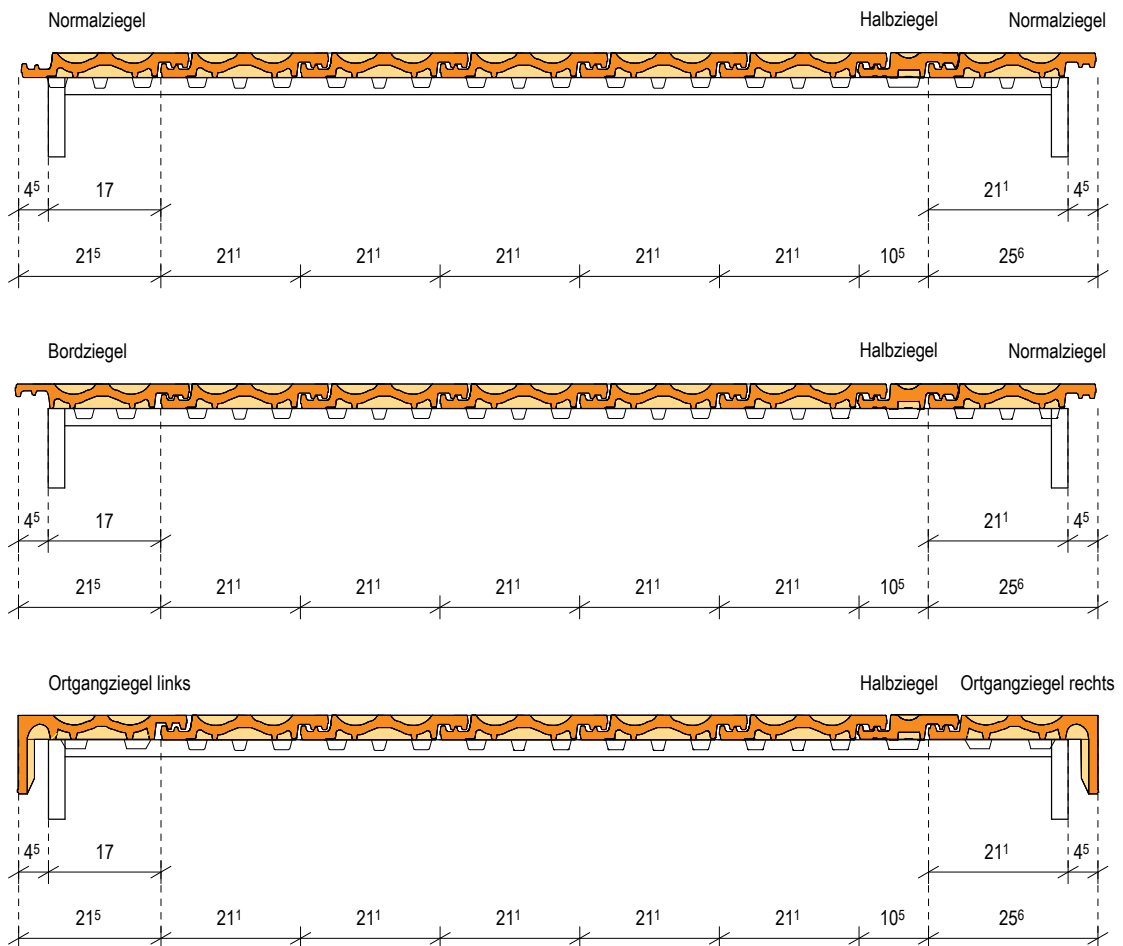 Normalziegel Halbziegel Normalziegel
4⁵ 17 21¹ 4⁵
21⁵ 21¹ 21¹ 21¹ 21¹ 21¹ 10⁵ 25⁶
Bordziegel Halbziegel Normalziegel
4⁵ 17 21¹ 4⁵
21⁵ 21¹ 21¹ 21¹ 21¹ 21¹ 10⁵ 25⁶
Ortgangziegel links Halbziegel Ortgangziegel rechts
4⁵ 17 21¹ 4⁵
21⁵ 21¹ 21¹ 21¹ 21¹ 21¹ 10⁵ 25⁶